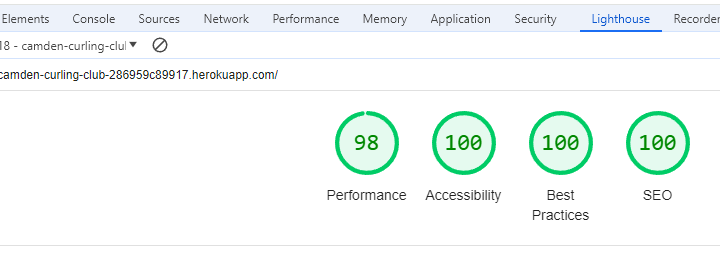 Elements Console Sources Network Performance Memory Application Security Lighthouse Recorder
18 - camden-curling-clu
camden-curling-club-286959c89917.herokuapp.com/
98 100 100 100
Performance Accessibility Best Practices SEO